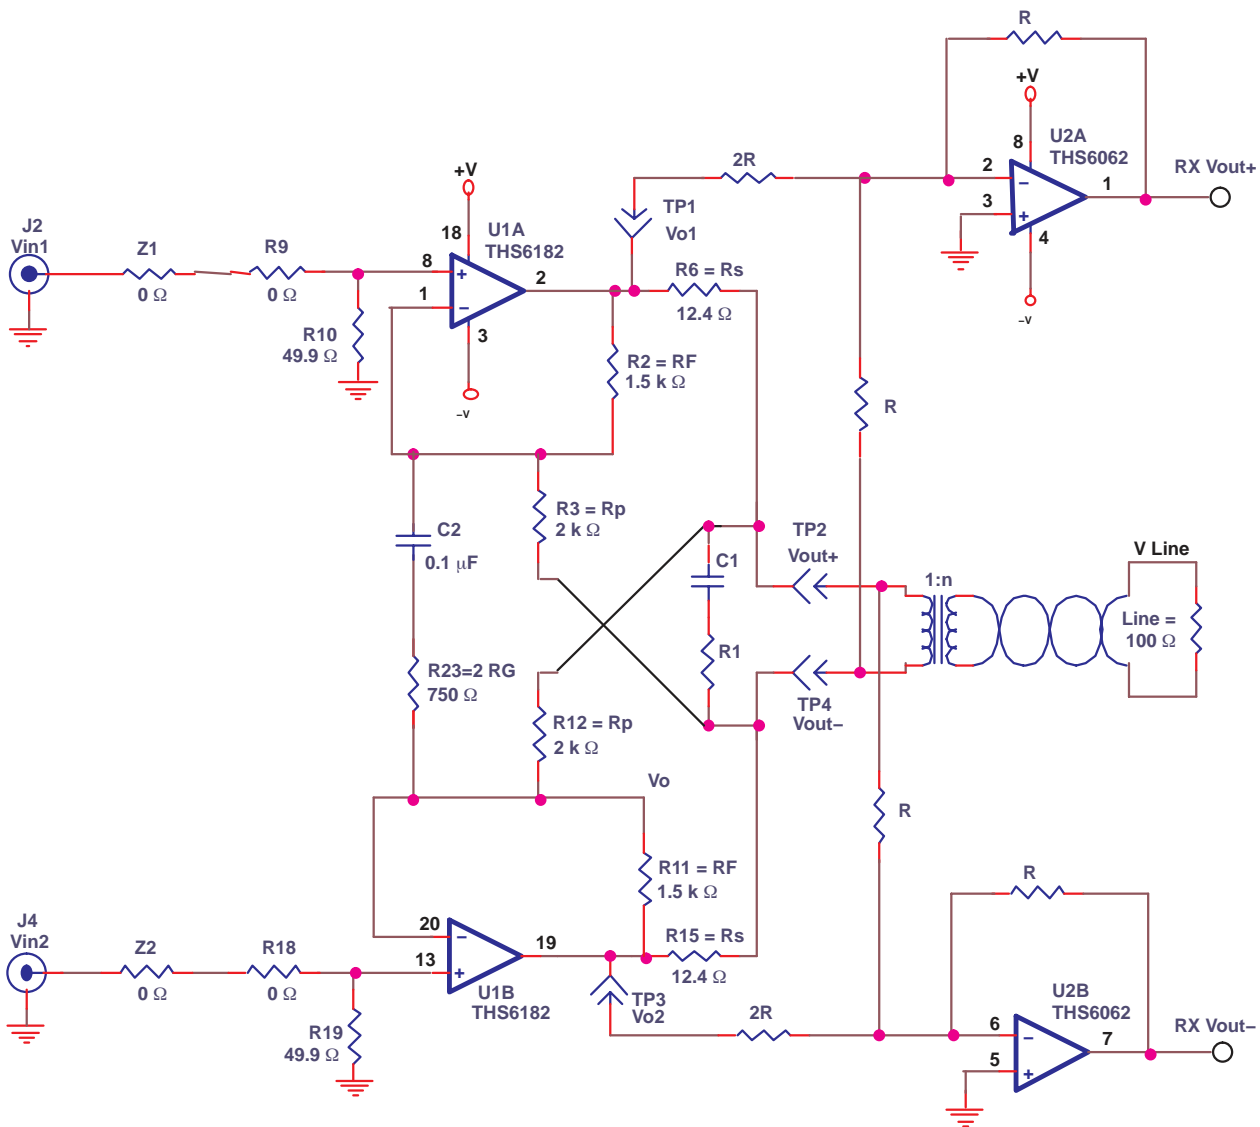 R
+V
8
U2A
THS6062
2R
2
−
RX Vout+
1
3
+
4
−V
TP1
Vo1
J2
Vin1
Z1
0 Ω
R9
0 Ω
+V
18
U1A
THS6182
8
+
1
−
2
3
−V
R10
49.9 Ω
R6 = Rs
12.4 Ω
R2 = RF
1.5 k Ω
R
R3 = Rp
2 k Ω
C2
0.1 μF
C1
R1
TP2
Vout+
1:n
V Line
Line =
100 Ω
R23=2 RG
750 Ω
TP4
Vout−
R12 = Rp
2 k Ω
Vo
R
R11 = RF
1.5 k Ω
R
J4
Vin2
Z2
0 Ω
R18
0 Ω
20
−
13
+
19
U1B
THS6182
R15 = Rs
12.4 Ω
TP3
Vo2
R19
49.9 Ω
2R
U2B
THS6062
6
−
5
+
7
RX Vout−